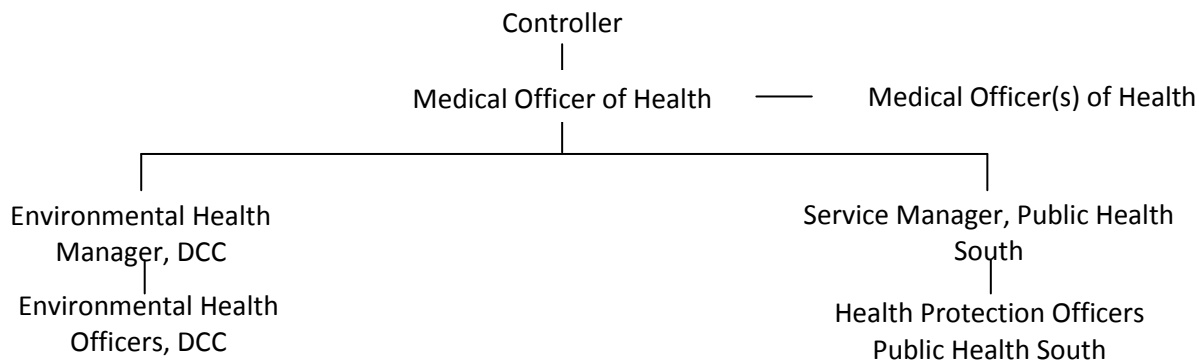 Controller
Medical Officer of Health
Medical Officer(s) of Health
Environmental Health
Manager, DCC
Environmental Health
Officers, DCC
Service Manager, Public Health
South
Health Protection Officers
Public Health South